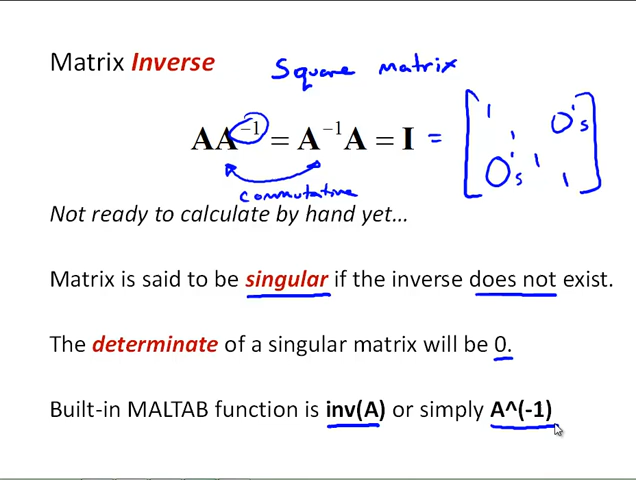 Matrix Inverse
Square matrix
AA⁻¹ = A⁻¹A = I = [1 1 1 1 0's 0's]
commutative
Not ready to calculate by hand yet…
Matrix is said to be singular if the inverse does not exist.
The determinate of a singular matrix will be 0.
Built-in MALTAB function is inv(A) or simply A^(-1)